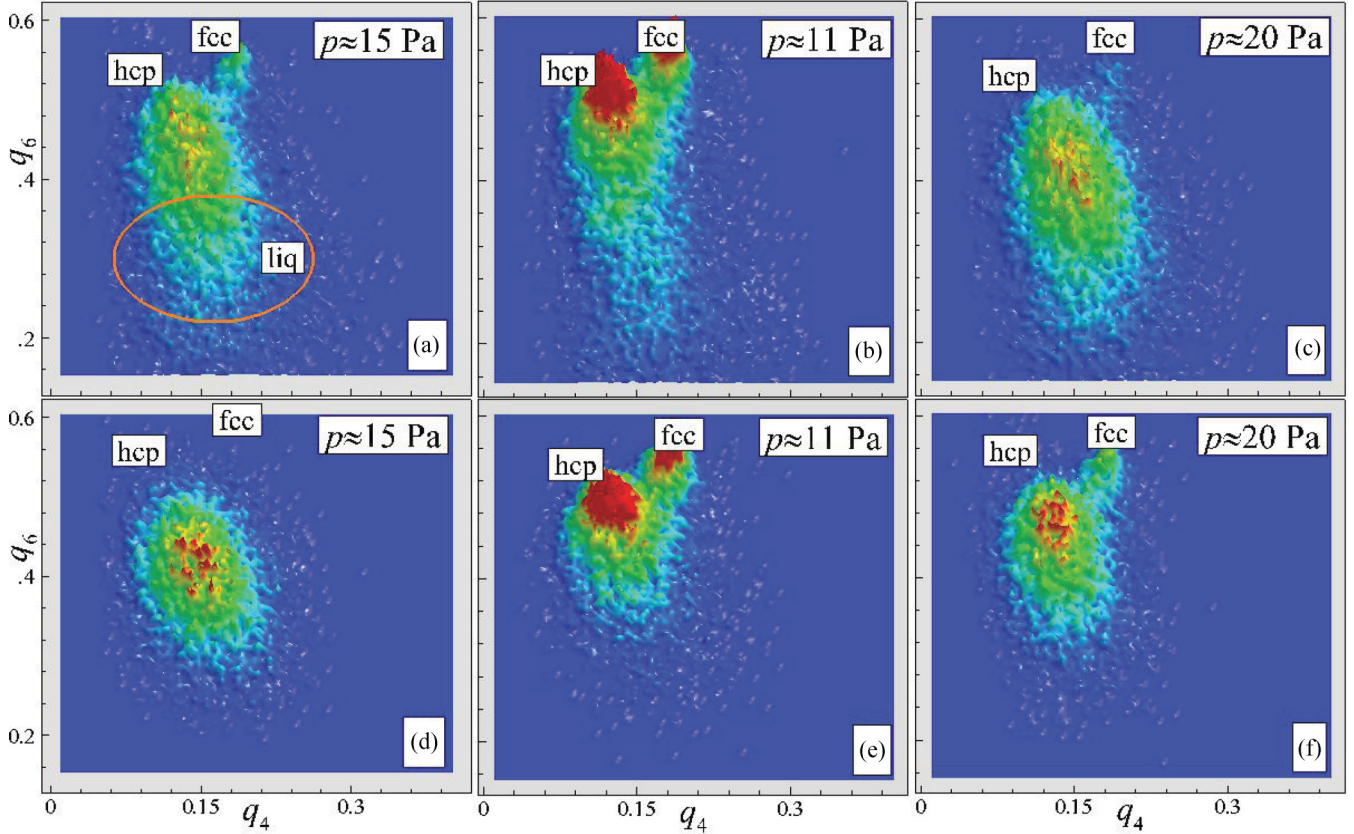 0.6
fcc
p≈15 Pa
hcp
q6
.4
liq
.2
(a)
fcc
p≈11 Pa
hcp
(b)
fcc
p≈20 Pa
hcp
(c)
0.6
fcc
p≈15 Pa
hcp
q6
.4
0.2
(d)
0
0.15
0.3
q4
fcc
p≈11 Pa
hcp
(e)
0
0.15
0.3
q4
fcc
p≈20 Pa
hcp
(f)
0
0.15
0.3
q4